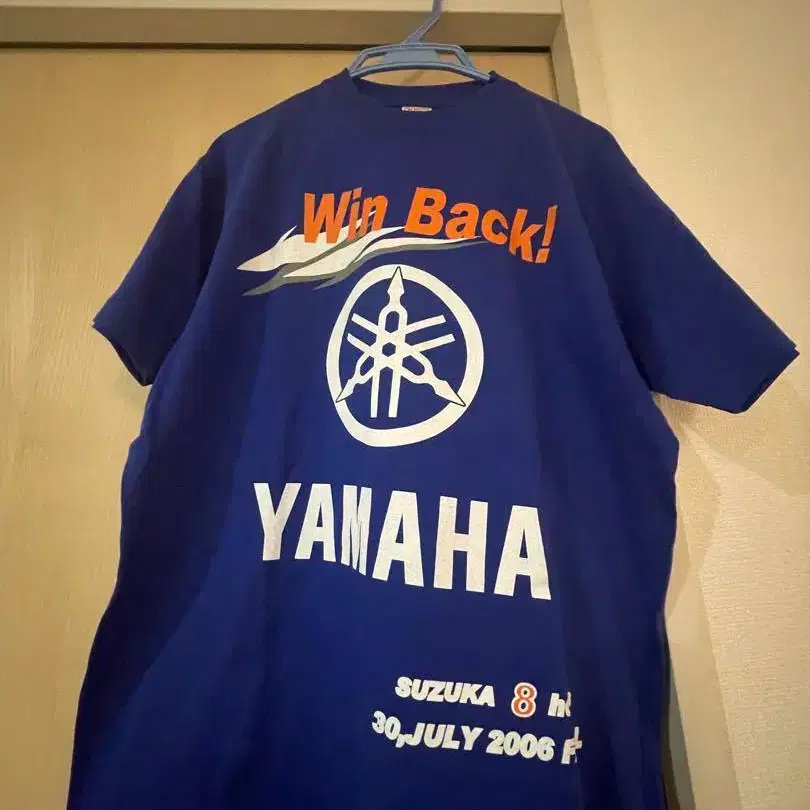 Win Back!
YAMAHA
SUZUKA 8
30,JULY 2006